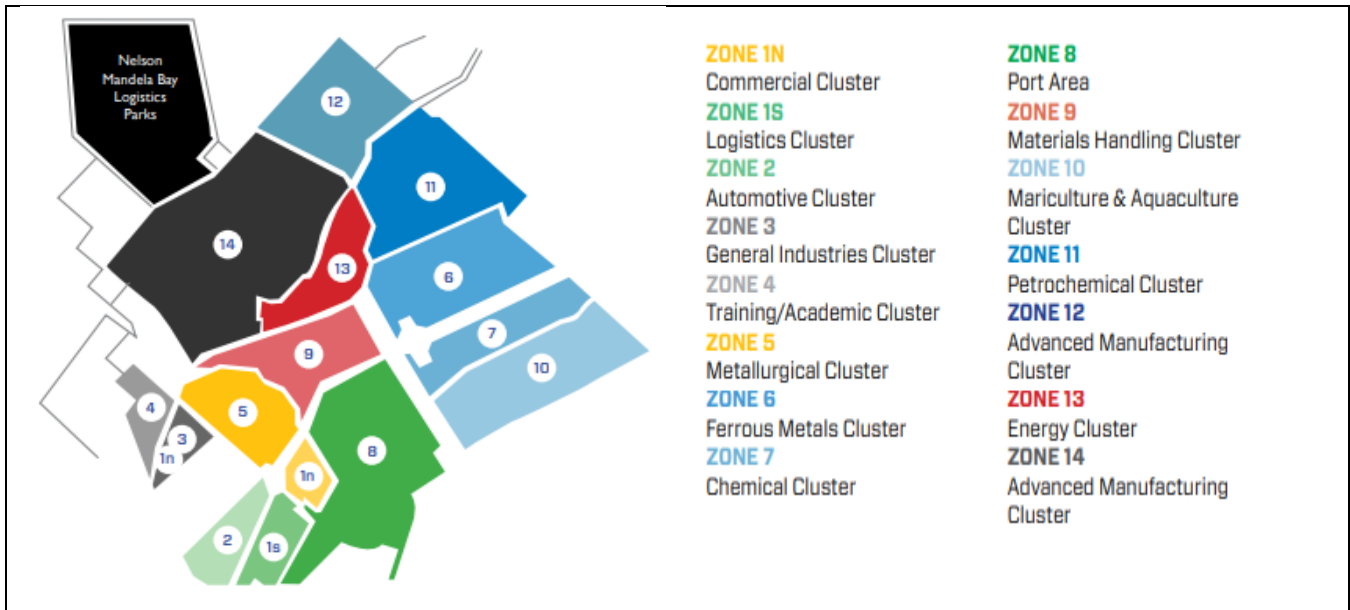 Nelson
Mandela Bay
Logistics
Parks
12
11
14
13
6
7
9
10
4
5
3
1n
8
1n
2
1s
ZONE 1N
Commercial Cluster
ZONE 1S
Logistics Cluster
ZONE 2
Automotive Cluster
ZONE 3
General Industries Cluster
ZONE 4
Training/Academic Cluster
ZONE 5
Metallurgical Cluster
ZONE 6
Ferrous Metals Cluster
ZONE 7
Chemical Cluster
ZONE 8
Port Area
ZONE 9
Materials Handling Cluster
ZONE 10
Mariculture & Aquaculture
Cluster
ZONE 11
Petrochemical Cluster
ZONE 12
Advanced Manufacturing
Cluster
ZONE 13
Energy Cluster
ZONE 14
Advanced Manufacturing
Cluster